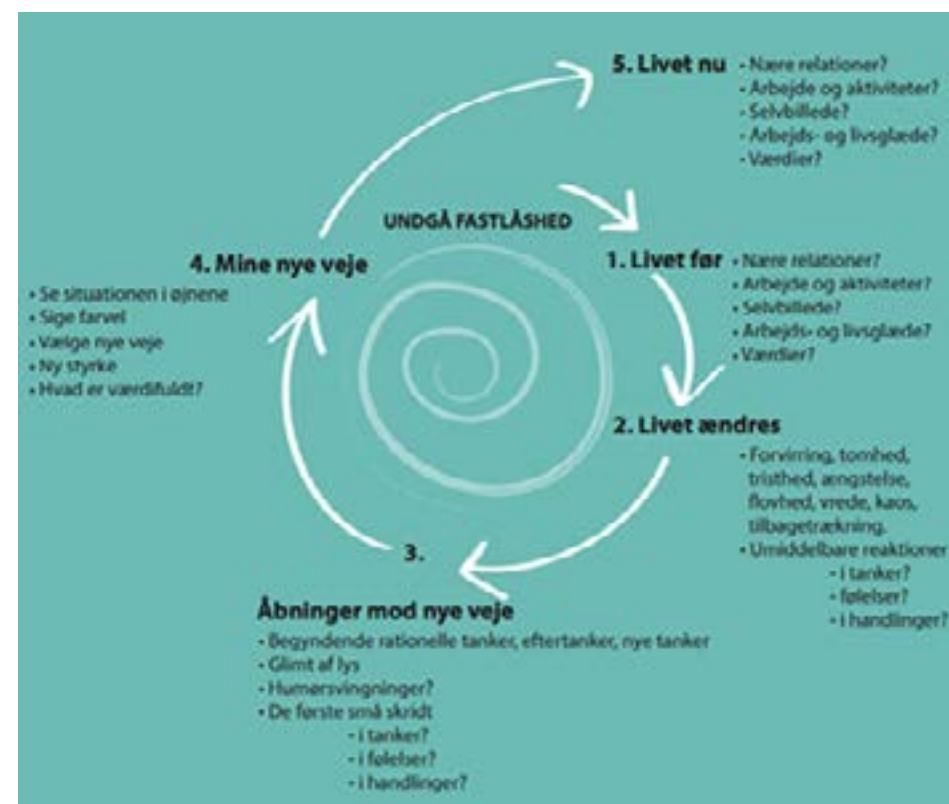 5. Livet nu
- Nære relationer?
- Arbejde og aktiviteter?
- Selvbillede?
- Arbejds- og livsglæde?
- Værdier?
UNDGÅ FASTLÅSHED
1. Livet før
• Nære relationer?
• Arbejde og aktiviteter?
• Selvbillede?
• Arbejds- og livsglæde?
• Værdier?
2. Livet ændres
• Forvirring, tomhed,
tristhed, ængstelse,
flovhed, vrede, kaos,
tilbagetrækning.
• Umiddelbare reaktioner
- i tanker?
- følelser?
- i handlinger?
3.
Åbninger mod nye veje
• Begyndende rationelle tanker, eftertanker, nye tanker
• Glimt af lys
• Humørsvingninger?
• De første små skridt
- i tanker?
- i følelser?
- i handlinger?
4. Mine nye veje
• Se situationen i øjnene
• Sige farvel
• Vælge nye veje
• Ny styrke
• Hvad er værdifuldt?